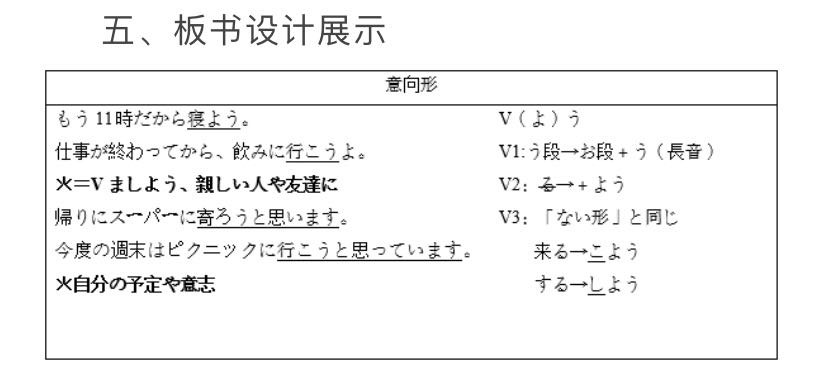 五、板书设计展示
意向形
もう 11時だから寝よう。
仕事が終わってから、飲みに行こうよ。
※＝V ましよう、親しい人や友達に
帰りにスーパーに寄ろうと思います。
今度の週末はピクニックに行こうと思っています。
※自分の予定や意志
V（よ）う
V1:う段→お段 + う（長音）
V2: る→ + よう
V3: 「ない形」と同じ
来る→こよう
する→しよう